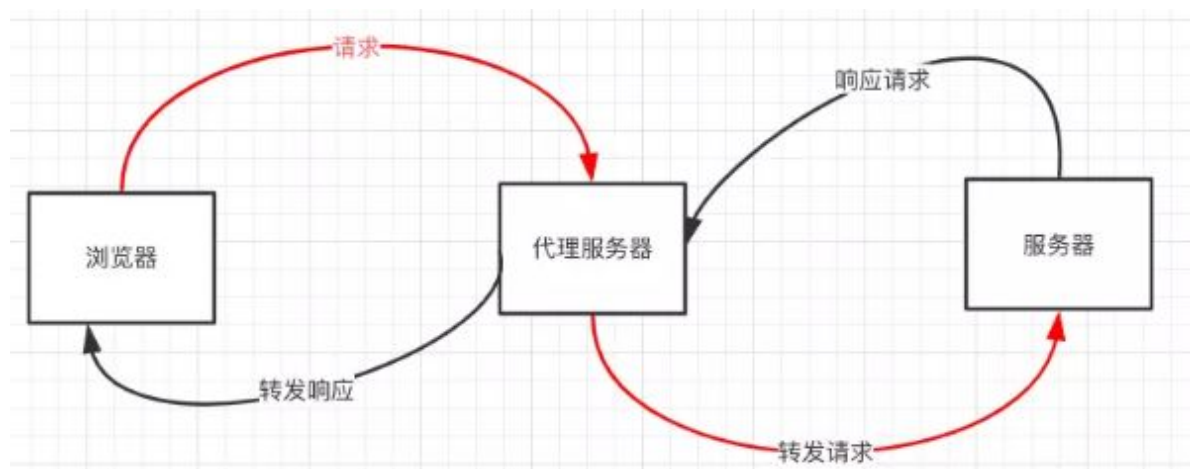 请求
响应请求
浏览器
代理服务器
服务器
转发响应
转发请求